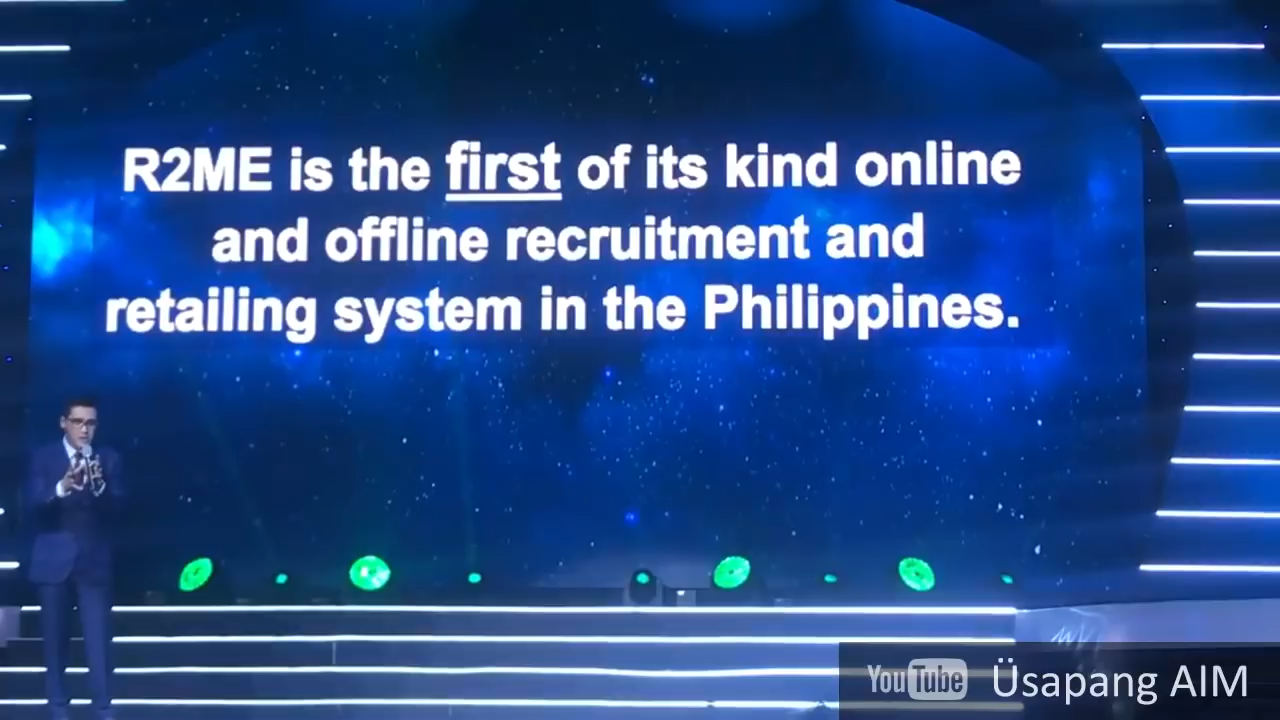 R2ME is the first of its kind online
and offline recruitment and
retailing system in the Philippines.
YouTube Üsapang AIM